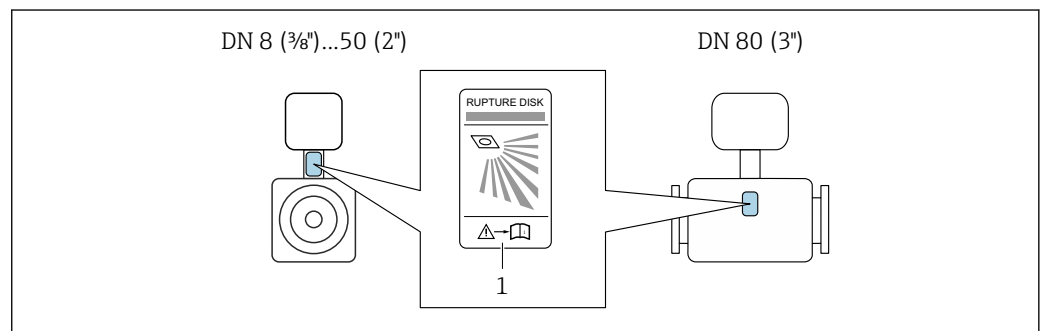 DN 8 (⅜")...50 (2")
DN 80 (3")
RUPTURE DISK
1